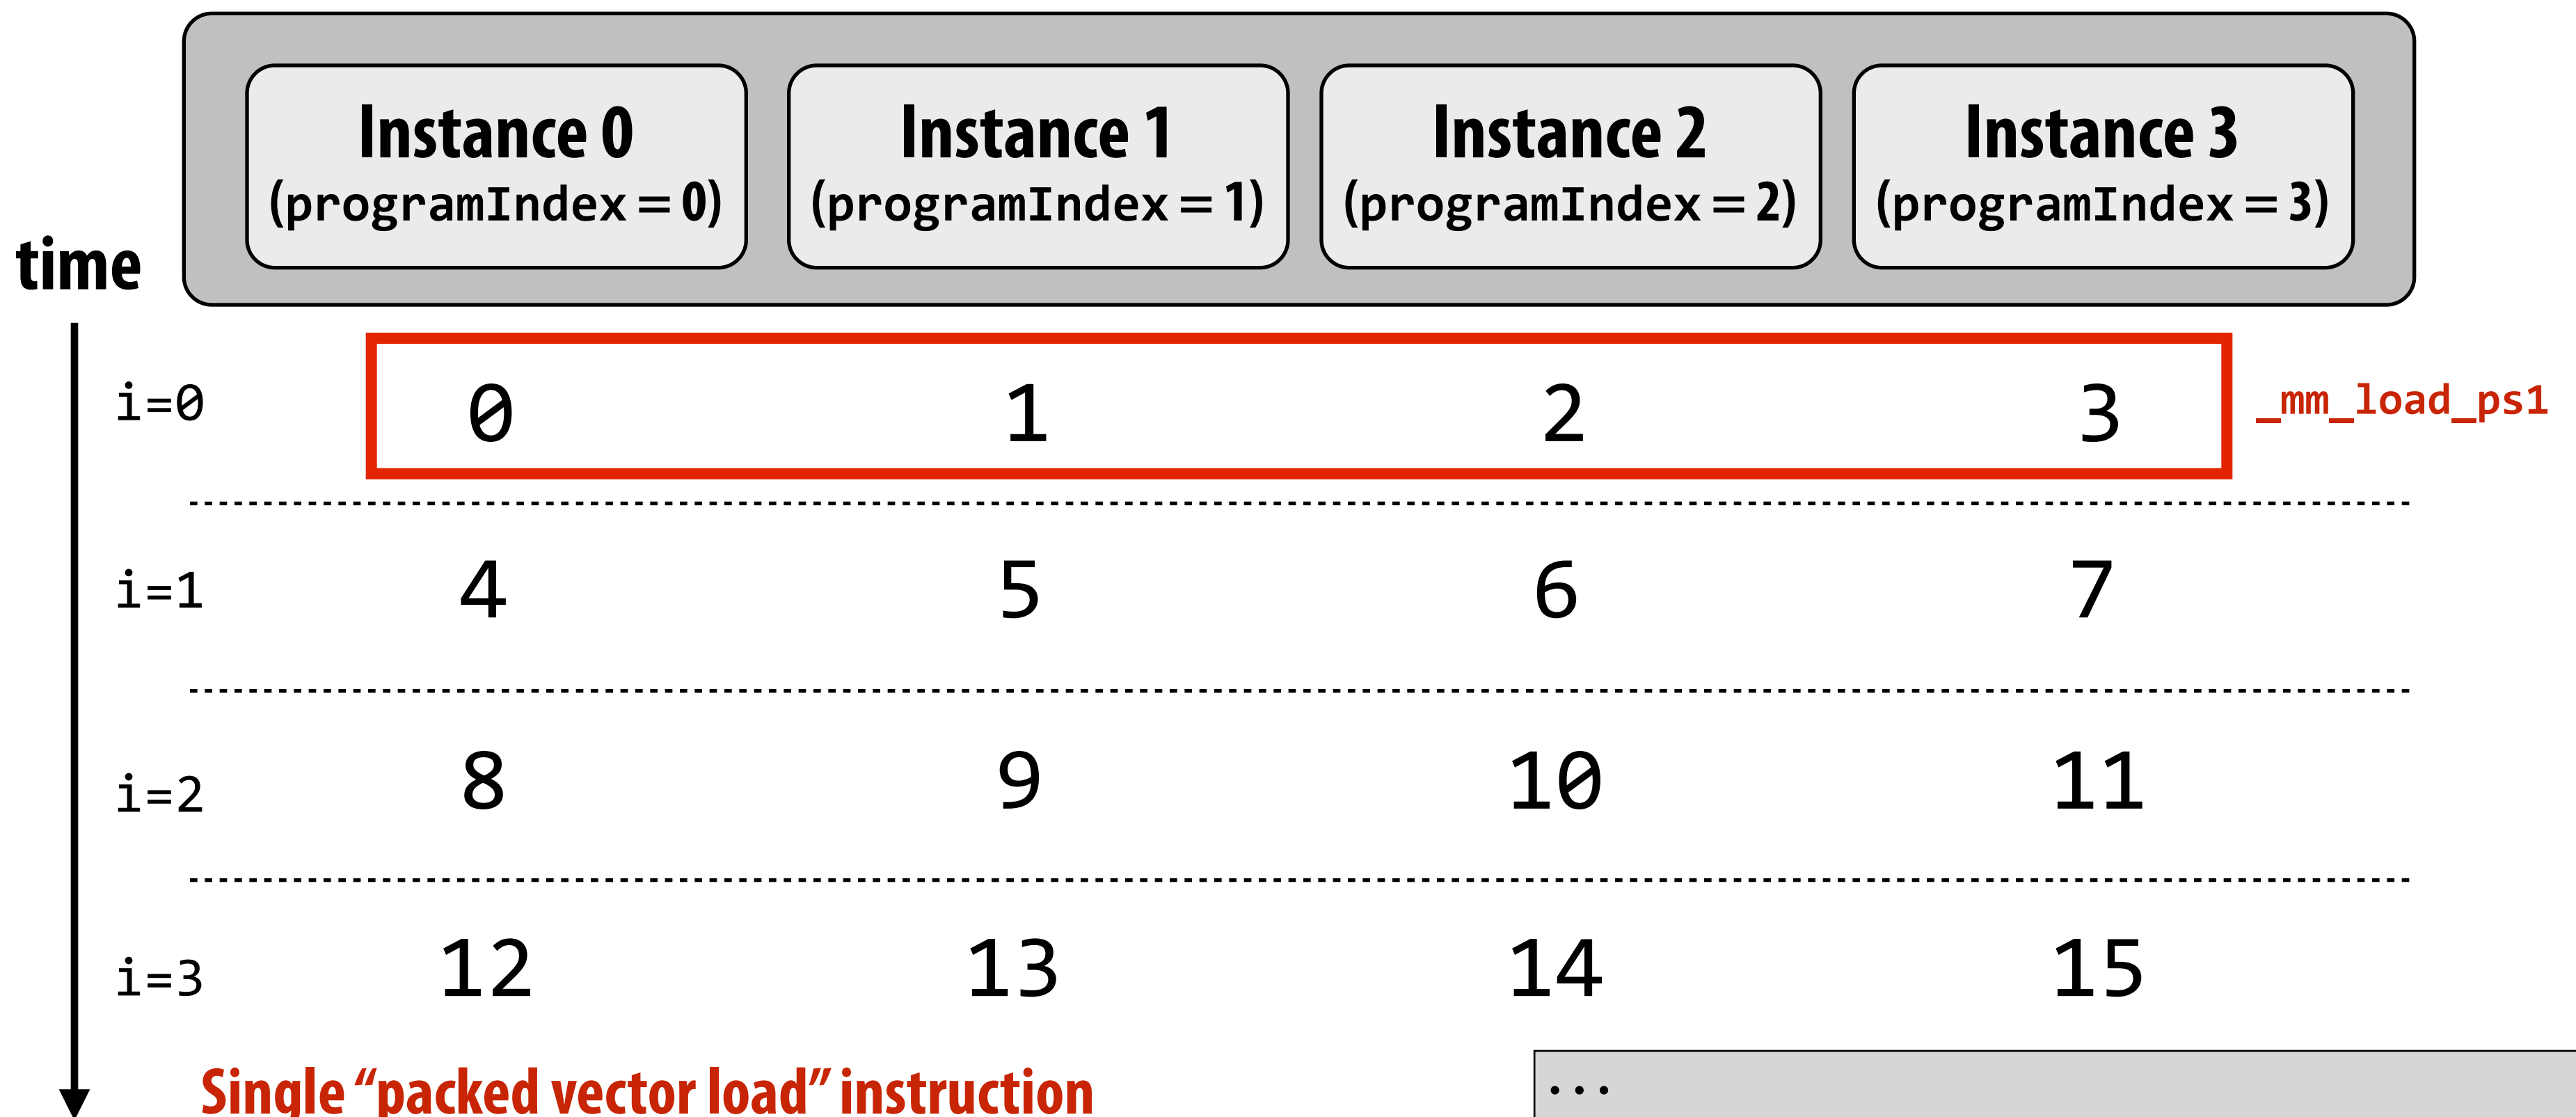 Instance 0 Instance 1 Instance 2 Instance 3
(programIndex = 0) (programIndex = 1) (programIndex = 2) (programIndex = 3)
time
i=0 0 1 2 3 _mm_load_ps1
i=1 4 5 6 7
i=2 8 9 10 11
i=3 12 13 14 15
Single “packed vector load” instruction
...